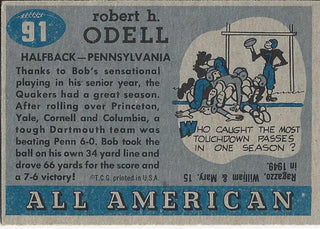 91
robert h.
ODELL
HALFBACK — PENNSYLVANIA
Thanks to Bob's sensational
playing in his senior year, the
Quakers had a great season.
After rolling over Princeton,
Yale, Cornell and Columbia, a
tough Dartmouth team was
beating Penn 6-0. Bob took the
ball on his own 34 yard line and
drove 66 yards for the score and
a 7-6 victory!
©T.C.G. printed in U.S.A.
WHO CAUGHT THE MOST
TOUCHDOWN PASSES
IN ONE SEASON?
Ragazzo, William & Mary, 15
in 1949.
ALL AMERICAN